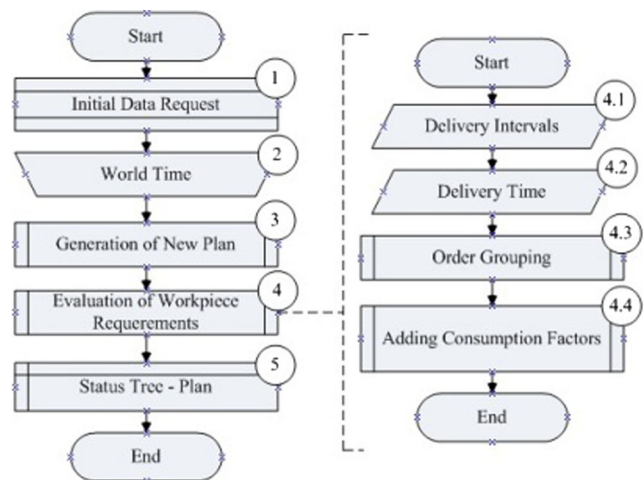 Start
1
Initial Data Request
2
World Time
3
Generation of New Plan
4
Evaluation of Workpiece
Requerements
5
Status Tree - Plan
End
Start
4.1
Delivery Intervals
4.2
Delivery Time
4.3
Order Grouping
4.4
Adding Consumption Factors
End